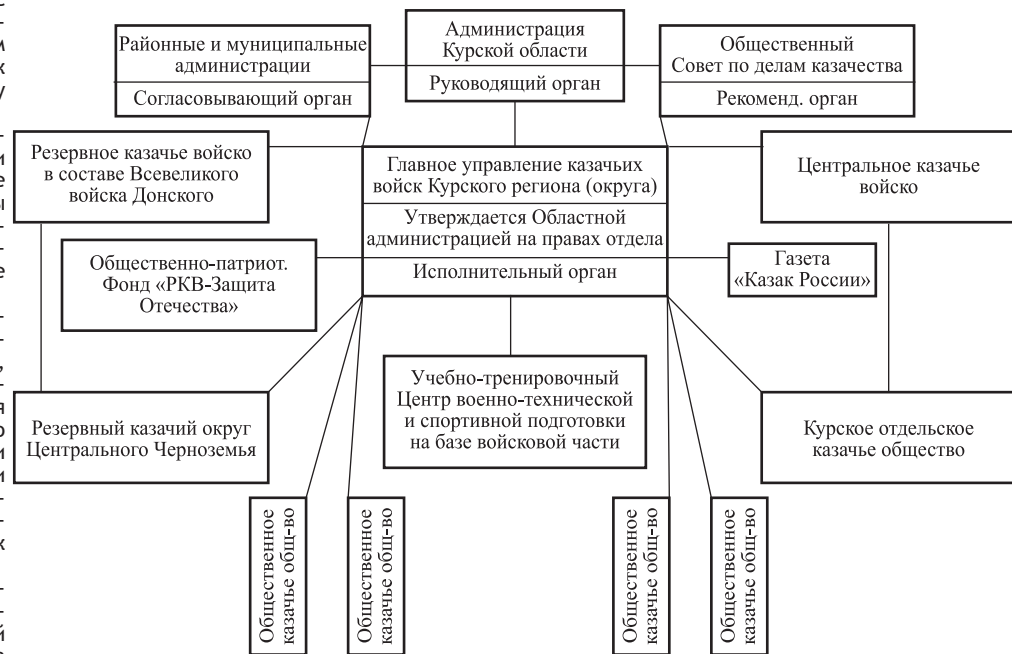 Районные и муниципальные
администрации
Согласовывающий орган
Администрация
Курской области
Руководящий орган
Общественный
Совет по делам казачества
Рекоменд. орган
Резервное казачье войско
в составе Всевеликого
войска Донского
Главное управление казачьих
войск Курского региона (округа)
Утверждается Областной
администрацией на правах отдела
Исполнительный орган
Центральное казачье
войско
Общественно-патриот.
Фонд «РКВ-Защита
Отечества»
Газета
«Казак России»
Резервный казачий округ
Центрального Черноземья
Учебно-тренировочный
Центр военно-технической
и спортивной подготовки
на базе войсковой части
Курское отдельское
казачье общество
Общественное
казачье общ-во
Общественное
казачье общ-во
Общественное
казачье общ-во
Общественное
казачье общ-во